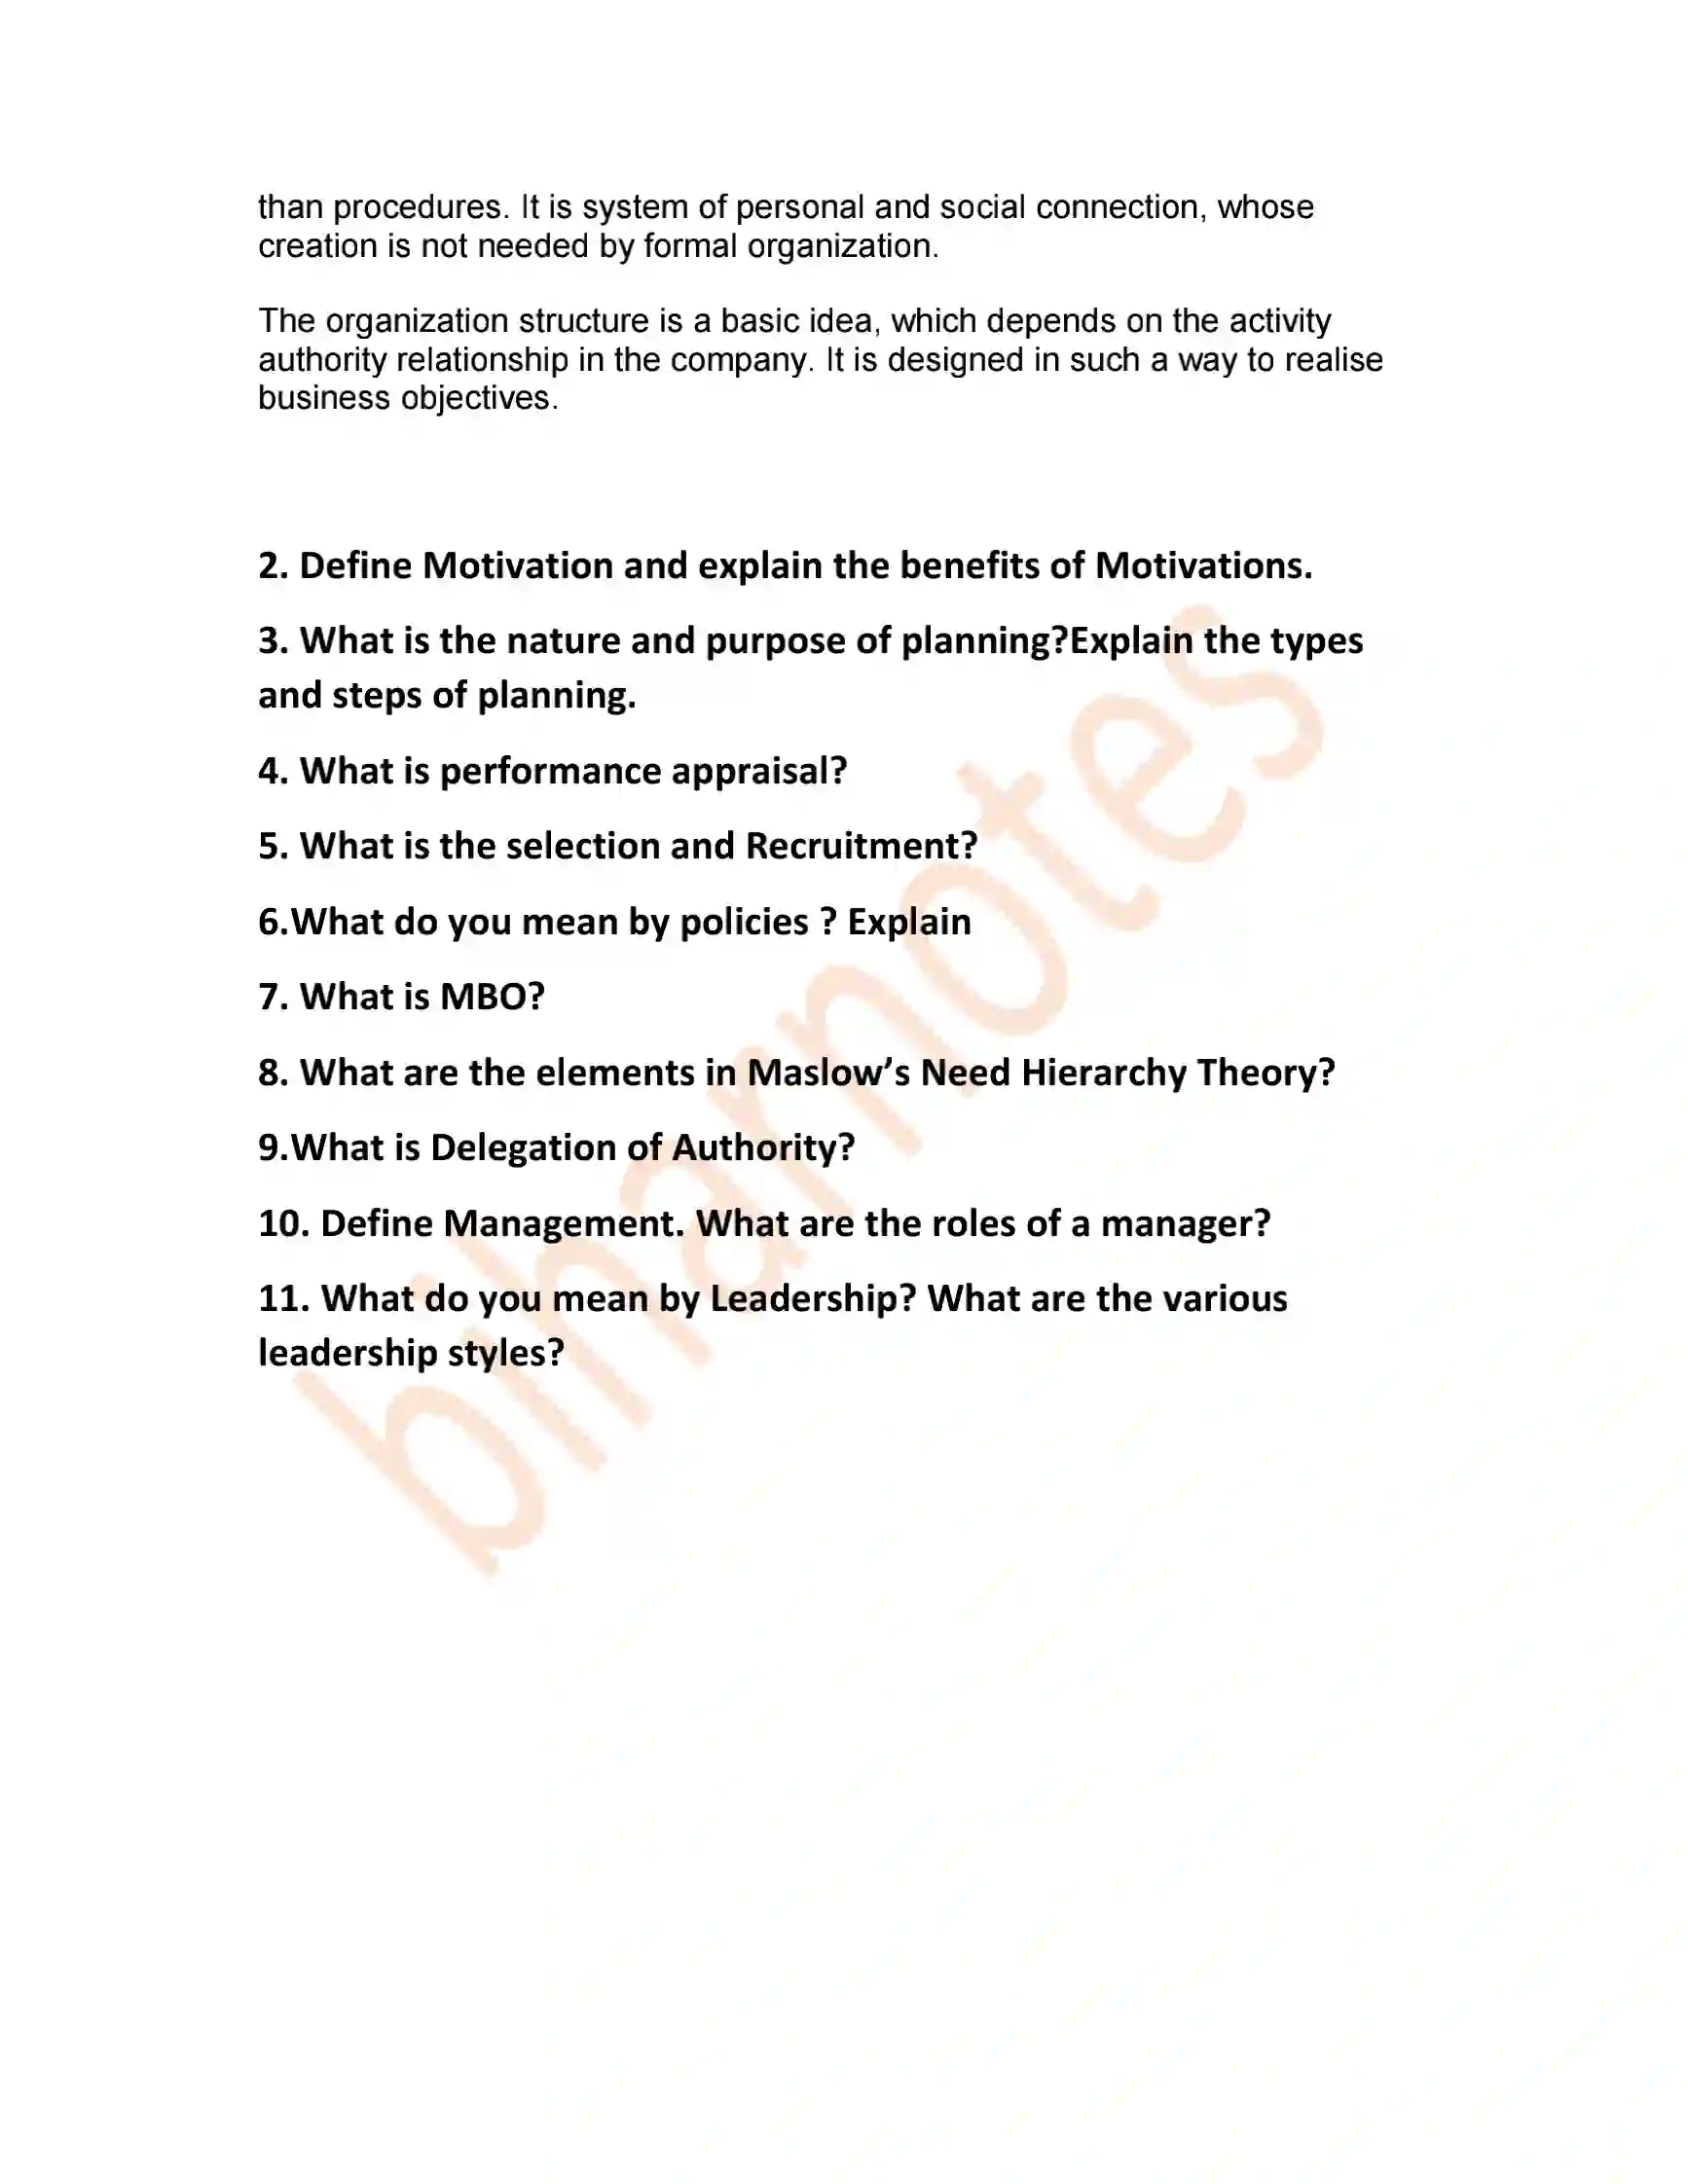 than procedures. It is system of personal and social connection, whose
creation is not needed by formal organization.
The organization structure is a basic idea, which depends on the activity
authority relationship in the company. It is designed in such a way to realise
business objectives.
2. Define Motivation and explain the benefits of Motivations.
3. What is the nature and purpose of planning?Explain the types
and steps of planning.
4. What is performance appraisal?
5. What is the selection and Recruitment?
6.What do you mean by policies ? Explain
7. What is MBO?
8. What are the elements in Maslow’s Need Hierarchy Theory?
9.What is Delegation of Authority?
10. Define Management. What are the roles of a manager?
11. What do you mean by Leadership? What are the various
leadership styles?
biharnotes